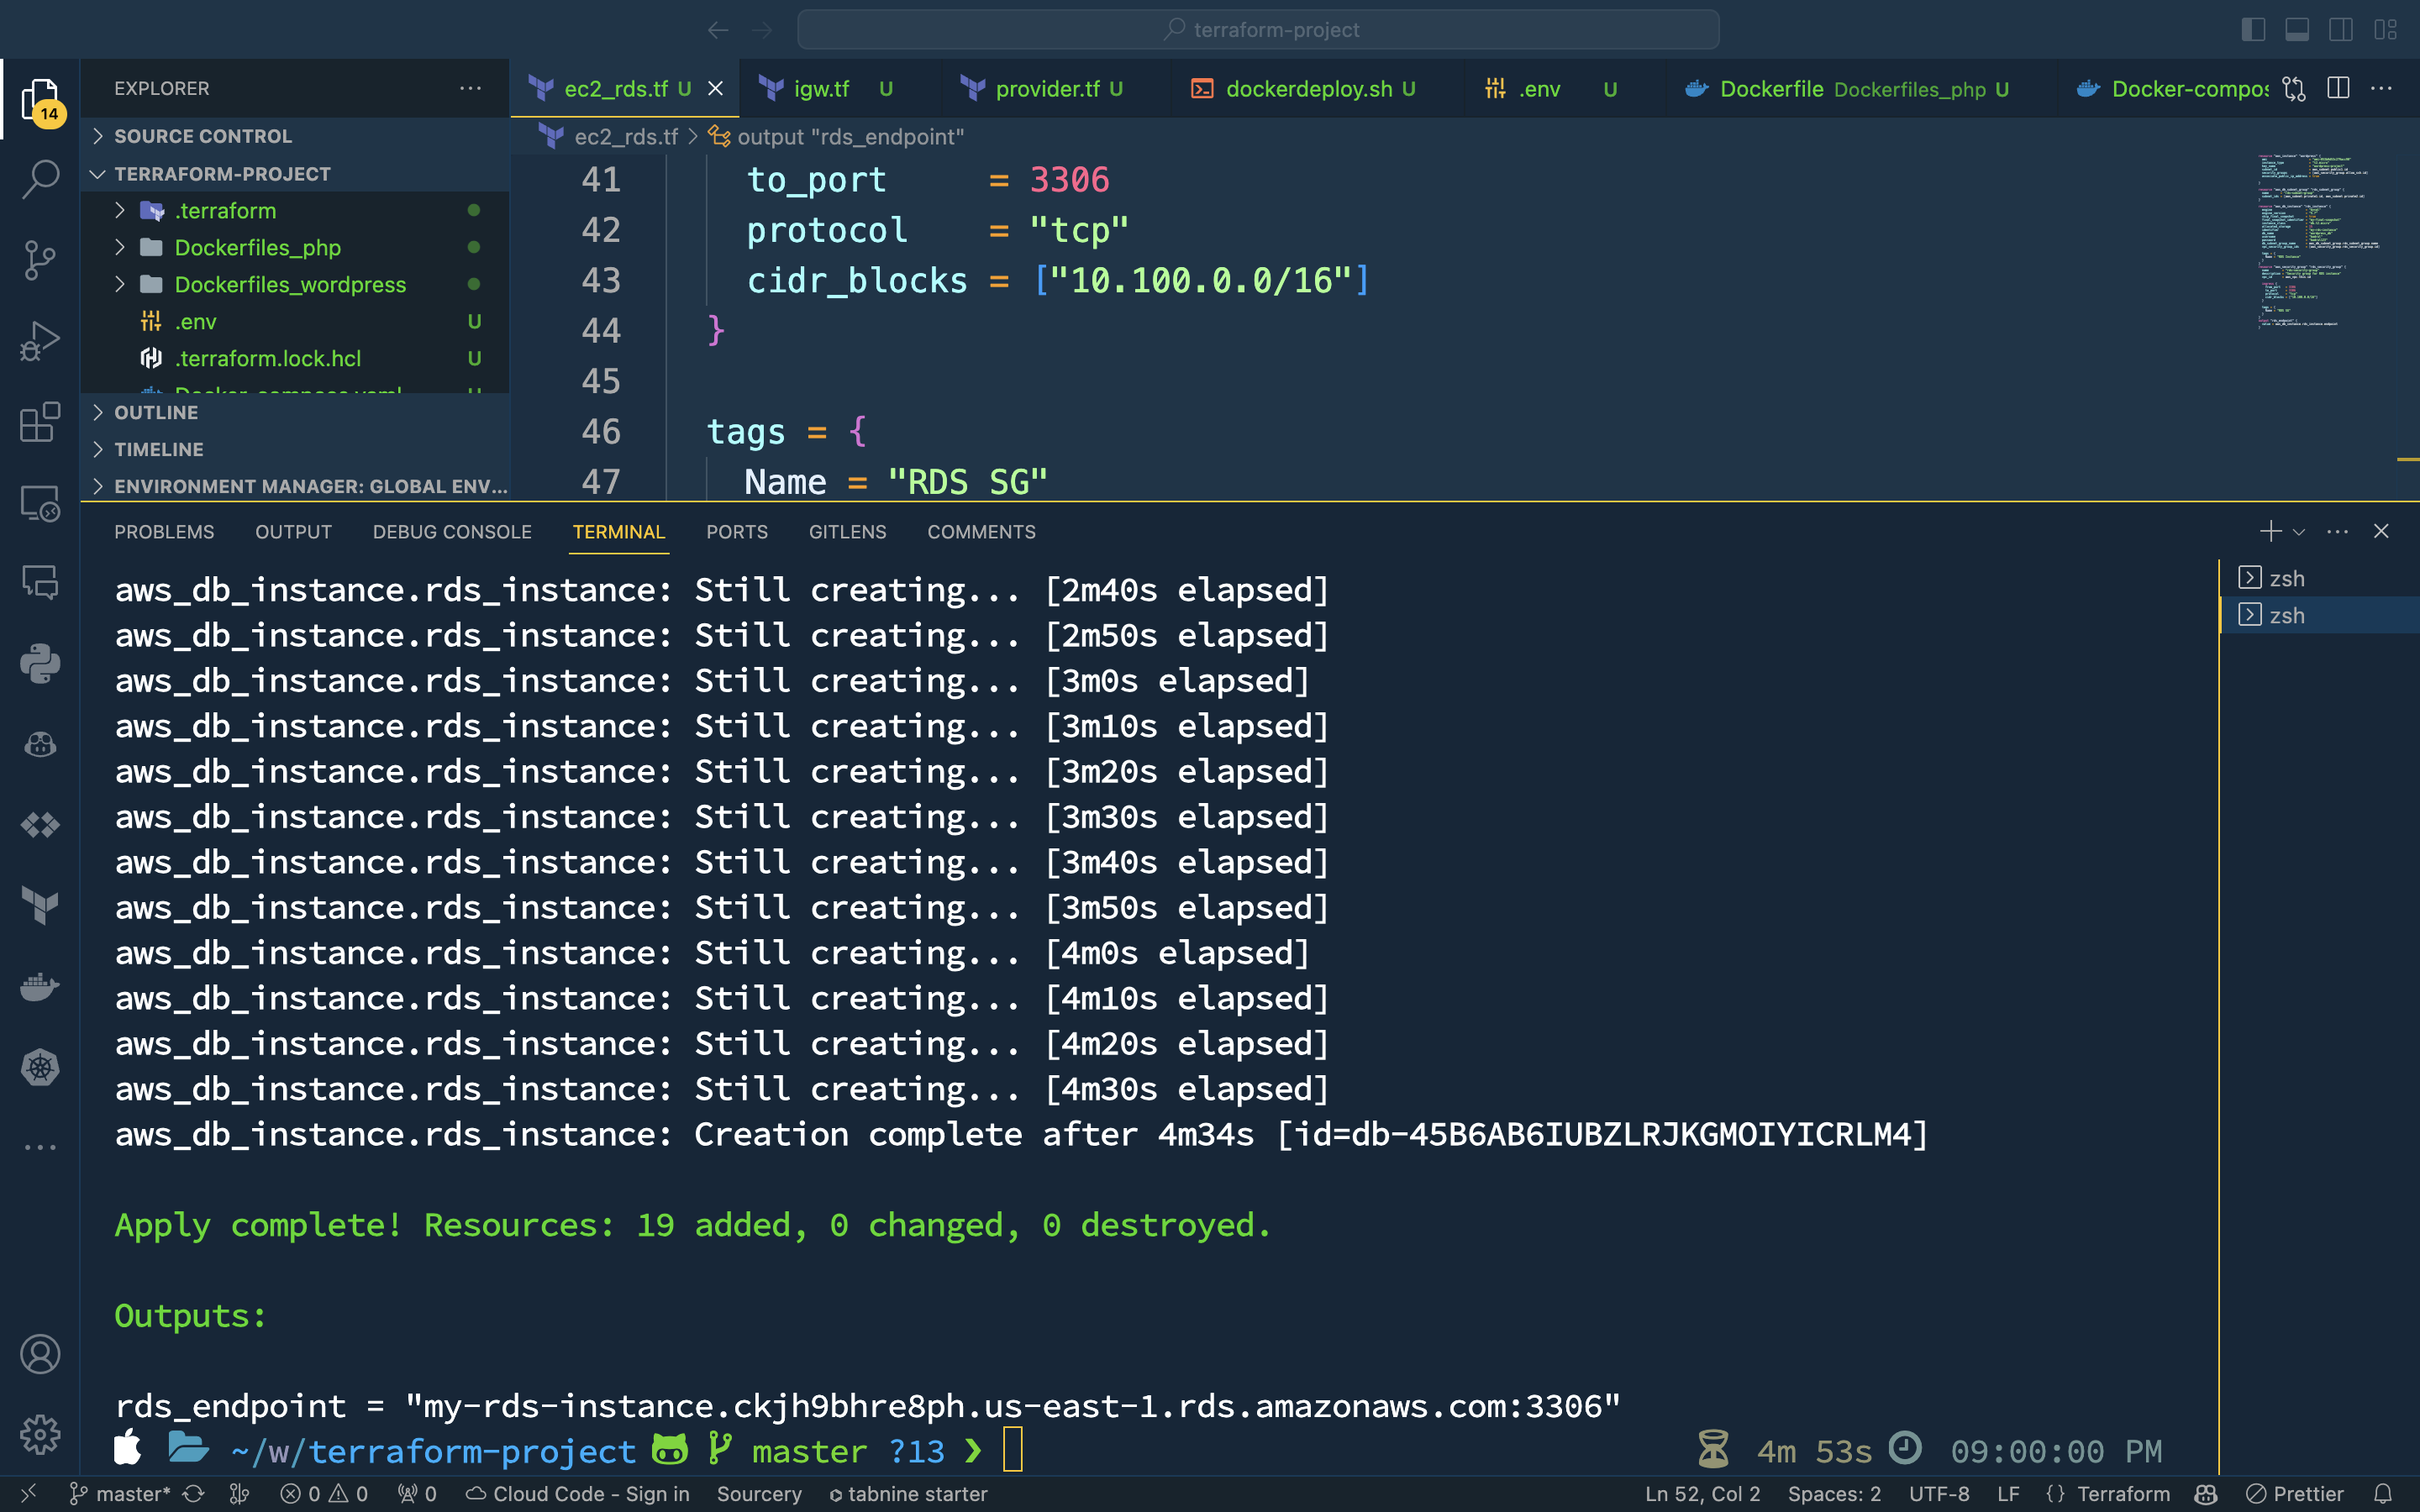 terraform-project
EXPLORER
14
SOURCE CONTROL
TERRAFORM-PROJECT
.terraform
Dockerfiles_php
Dockerfiles_wordpress
.env U
.terraform.lock.hcl U
Docker-compose.yaml U
OUTLINE
TIMELINE
ENVIRONMENT MANAGER: GLOBAL ENV...
ec2_rds.tf U igw.tf U provider.tf U dockerdeploy.sh U .env U Dockerfile Dockerfiles_php U Docker-compos
ec2_rds.tf > output "rds_endpoint"
41 to_port = 3306
42 protocol = "tcp"
43 cidr_blocks = ["10.100.0.0/16"]
44 }
45
46 tags = {
47 Name = "RDS SG"
PROBLEMS OUTPUT DEBUG CONSOLE TERMINAL PORTS GITLENS COMMENTS
zsh
zsh
aws_db_instance.rds_instance: Still creating... [2m40s elapsed]
aws_db_instance.rds_instance: Still creating... [2m50s elapsed]
aws_db_instance.rds_instance: Still creating... [3m0s elapsed]
aws_db_instance.rds_instance: Still creating... [3m10s elapsed]
aws_db_instance.rds_instance: Still creating... [3m20s elapsed]
aws_db_instance.rds_instance: Still creating... [3m30s elapsed]
aws_db_instance.rds_instance: Still creating... [3m40s elapsed]
aws_db_instance.rds_instance: Still creating... [3m50s elapsed]
aws_db_instance.rds_instance: Still creating... [4m0s elapsed]
aws_db_instance.rds_instance: Still creating... [4m10s elapsed]
aws_db_instance.rds_instance: Still creating... [4m20s elapsed]
aws_db_instance.rds_instance: Still creating... [4m30s elapsed]
aws_db_instance.rds_instance: Creation complete after 4m34s [id=db-45B6AB6IUBZLRJKGMOIYICRLM4]
Apply complete! Resources: 19 added, 0 changed, 0 destroyed.
Outputs:
rds_endpoint = "my-rds-instance.ckjh9bhre8ph.us-east-1.rds.amazonaws.com:3306"
~/w/terraform-project master ?13 ❯ 4m 53s 09:00:00 PM
master* 0 0 0 Cloud Code - Sign in Sourcery tabnine starter Ln 52, Col 2 Spaces: 2 UTF-8 LF {} Terraform Prettier